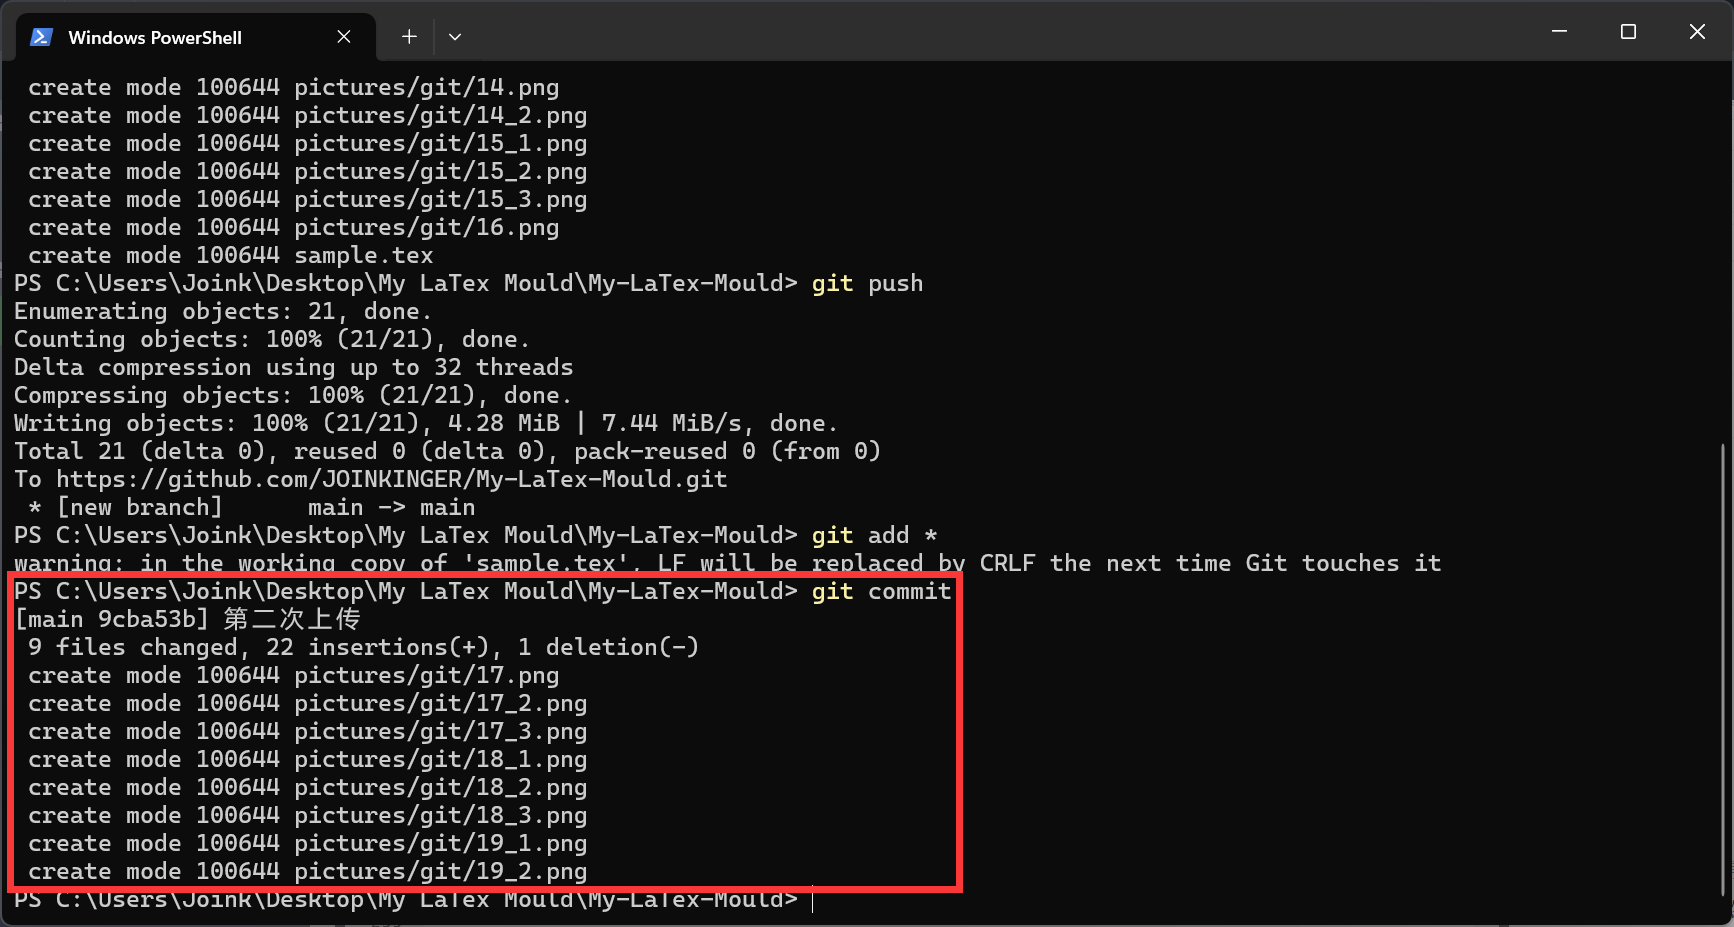 Windows PowerShell
create mode 100644 pictures/git/14.png
create mode 100644 pictures/git/14_2.png
create mode 100644 pictures/git/15_1.png
create mode 100644 pictures/git/15_2.png
create mode 100644 pictures/git/15_3.png
create mode 100644 pictures/git/16.png
create mode 100644 sample.tex
PS C:\Users\Joink\Desktop\My LaTex Mould\My-LaTex-Mould> git push
Enumerating objects: 21, done.
Counting objects: 100% (21/21), done.
Delta compression using up to 32 threads
Compressing objects: 100% (21/21), done.
Writing objects: 100% (21/21), 4.28 MiB | 7.44 MiB/s, done.
Total 21 (delta 0), reused 0 (delta 0), pack-reused 0 (from 0)
To https://github.com/JOINKINGER/My-LaTex-Mould.git
* [new branch]      main -> main
PS C:\Users\Joink\Desktop\My LaTex Mould\My-LaTex-Mould> git add *
warning: in the working copy of 'sample.tex', LF will be replaced by CRLF the next time Git touches it
PS C:\Users\Joink\Desktop\My LaTex Mould\My-LaTex-Mould> git commit
[main 9cba53b] 第二次上传
9 files changed, 22 insertions(+), 1 deletion(-)
create mode 100644 pictures/git/17.png
create mode 100644 pictures/git/17_2.png
create mode 100644 pictures/git/17_3.png
create mode 100644 pictures/git/18_1.png
create mode 100644 pictures/git/18_2.png
create mode 100644 pictures/git/18_3.png
create mode 100644 pictures/git/19_1.png
create mode 100644 pictures/git/19_2.png
PS C:\Users\Joink\Desktop\My LaTex Mould\My-LaTex-Mould>